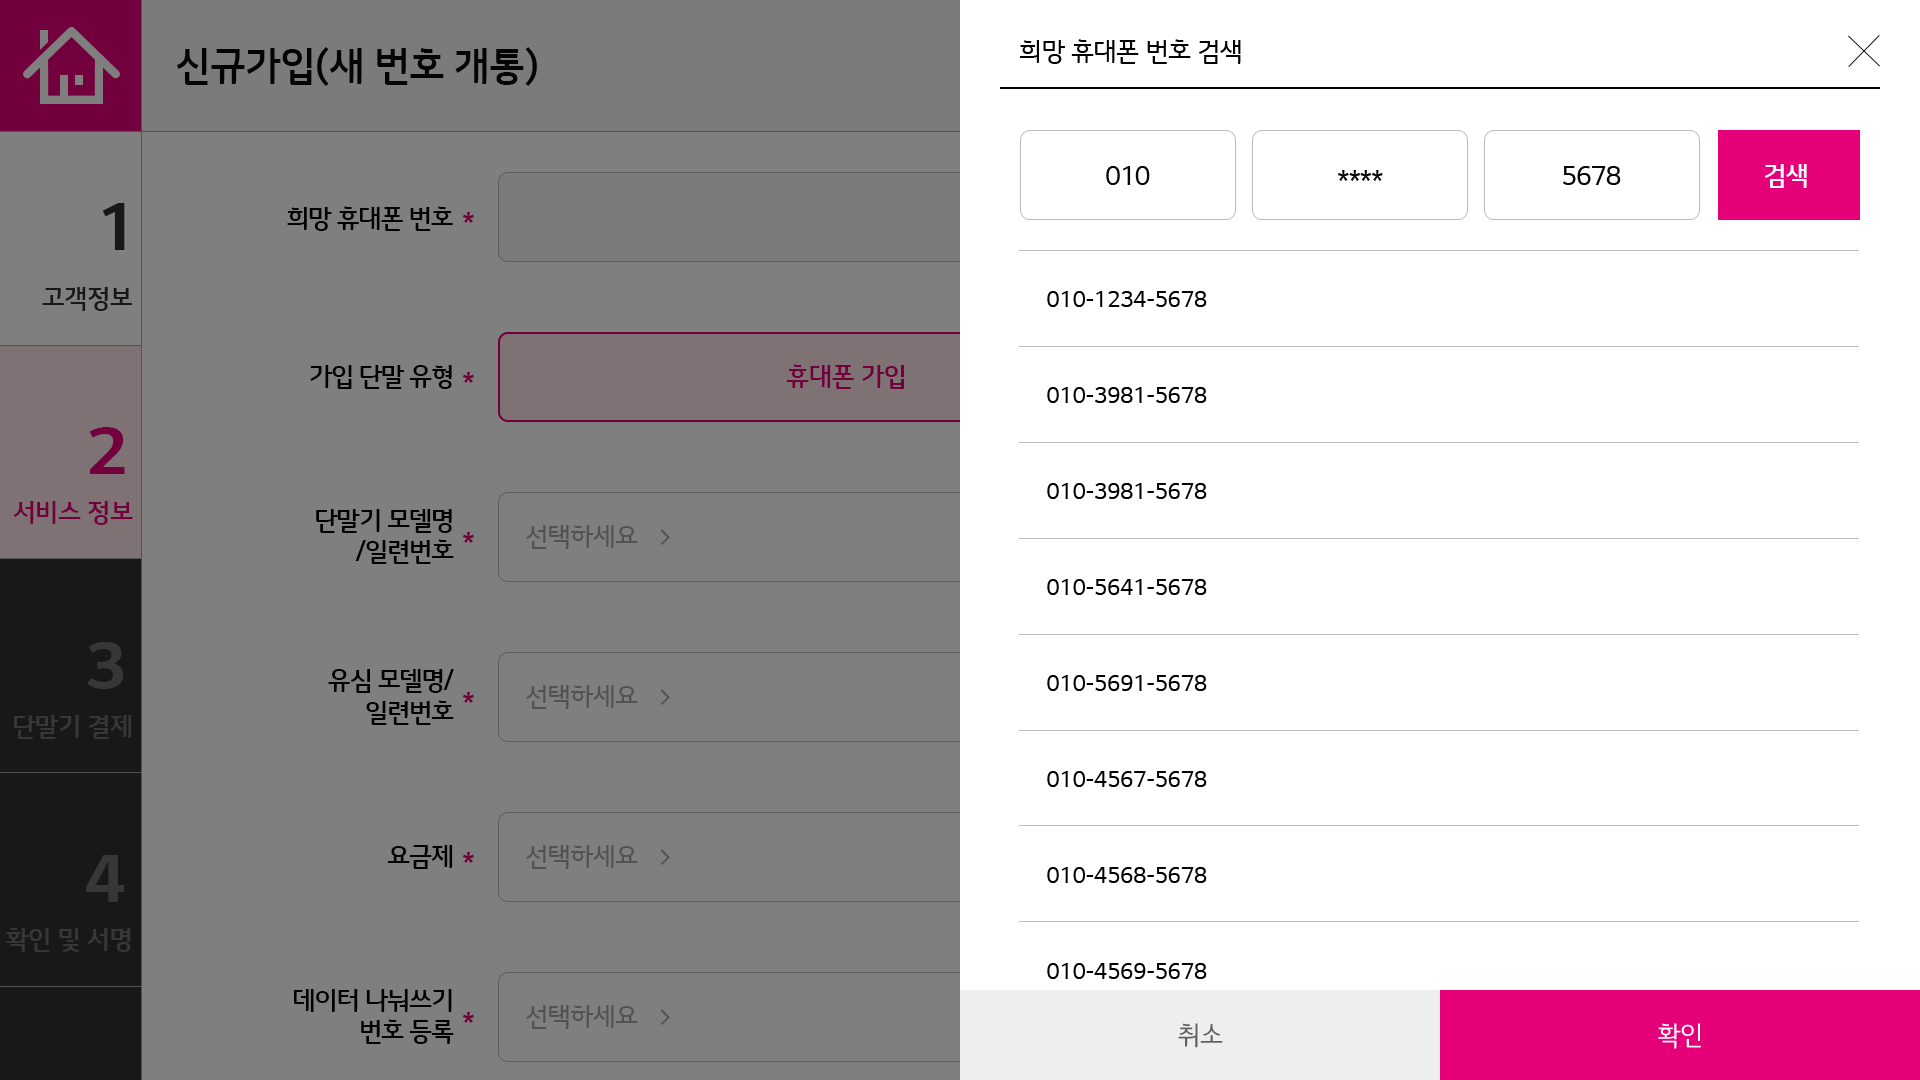 신규가입(새 번호 개통)
1
고객정보
2
서비스 정보
3
단말기 결제
4
확인 및 서명
희망 휴대폰 번호 *
가입 단말 유형 *
휴대폰 가입
단말기 모델명
/일련번호 *
선택하세요 >
유심 모델명/
일련번호 *
선택하세요 >
요금제 *
선택하세요 >
데이터 나눠쓰기
번호 등록 *
선택하세요 >
희망 휴대폰 번호 검색
010 **** 5678 검색
010-1234-5678
010-3981-5678
010-3981-5678
010-5641-5678
010-5691-5678
010-4567-5678
010-4568-5678
010-4569-5678
취소 확인